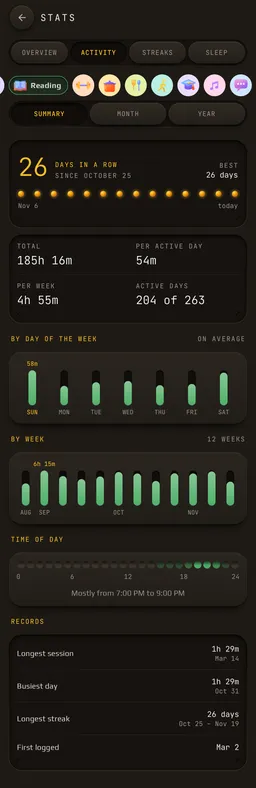 STATS
OVERVIEW ACTIVITY STREAKS SLEEP
Reading
SUMMARY MONTH YEAR
26 DAYS IN A ROW
SINCE OCTOBER 25
BEST
26 days
Nov 6 today
TOTAL PER ACTIVE DAY
185h 16m 54m
PER WEEK ACTIVE DAYS
4h 55m 204 of 263
BY DAY OF THE WEEK ON AVERAGE
58m
SUN MON TUE WED THU FRI SAT
BY WEEK 12 WEEKS
6h 15m
AUG SEP OCT NOV
TIME OF DAY
0 6 12 18 24
Mostly from 7:00 PM to 9:00 PM
RECORDS
Longest session 1h 29m
Mar 14
Busiest day 1h 29m
Oct 31
Longest streak 26 days
Oct 25 - Nov 19
First logged Mar 2